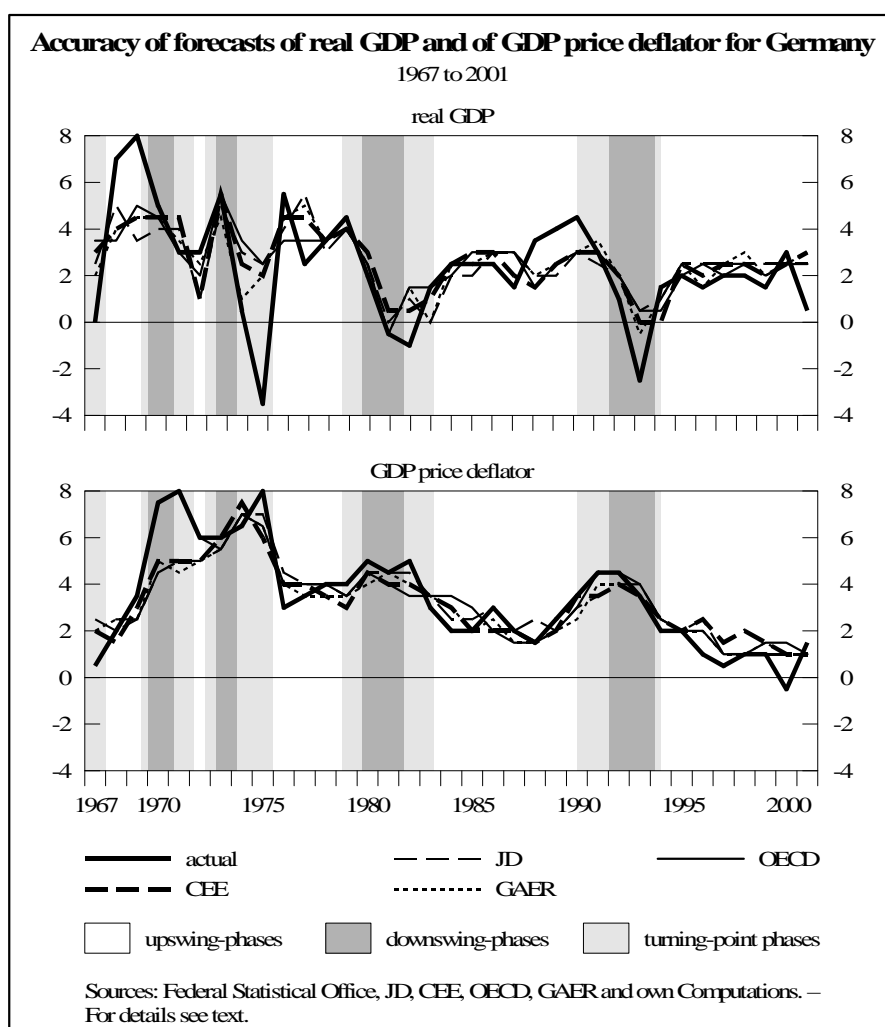 Accuracy of forecasts of real GDP and of GDP price deflator for Germany
1967 to 2001
real GDP
8 8
6 6
4 4
2 2
0 0
-2 -2
-4 -4
GDP price deflator
8 8
6 6
4 4
2 2
0 0
-2 -2
-4 -4
1967 1970 1975 1980 1985 1990 1995 2000
actual JD OECD
CEE GAER
upswing-phases downswing-phases turning-point phases
Sources: Federal Statistical Office, JD, CEE, OECD, GAER and own Computations. –
For details see text.